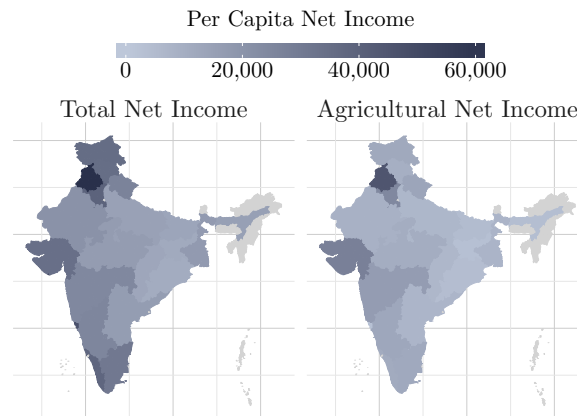 Per Capita Net Income
0 20,000 40,000 60,000
Total Net Income Agricultural Net Income